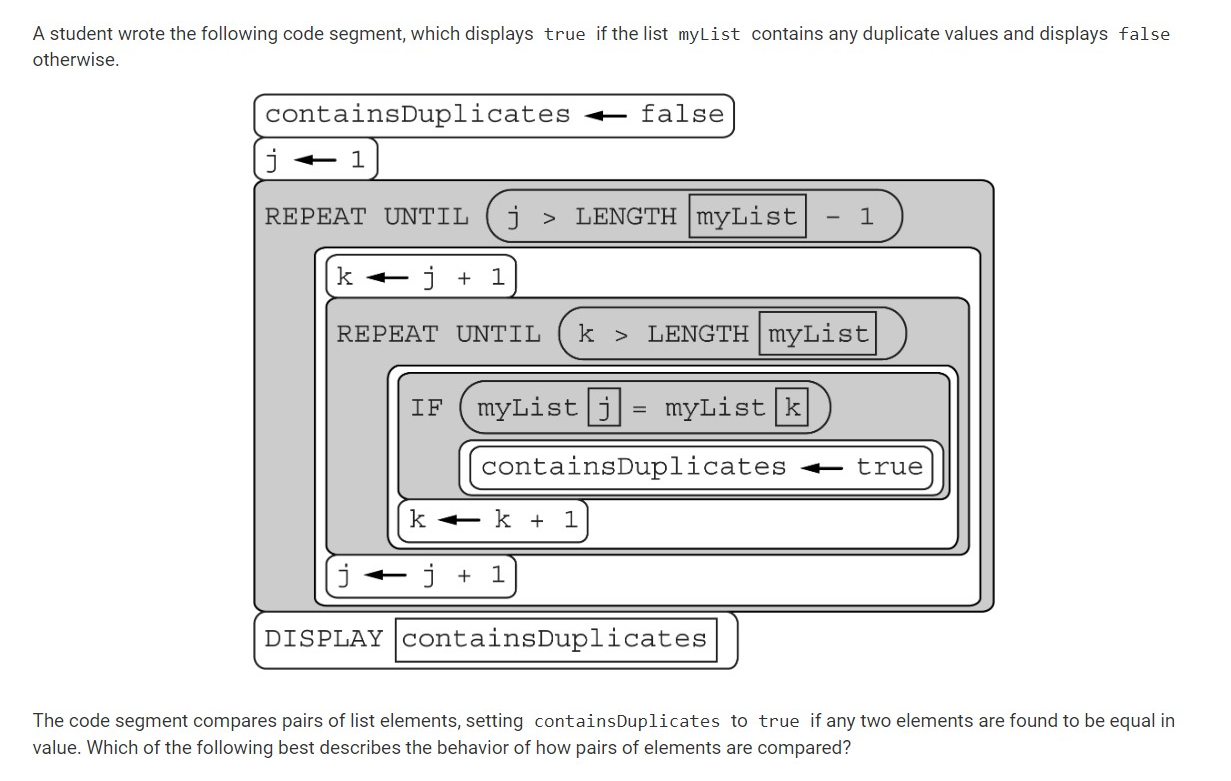 A student wrote the following code segment, which displays true if the list myList contains any duplicate values and displays false
otherwise.
containsDuplicates ← false
j ← 1
REPEAT UNTIL j > LENGTH myList - 1
k ← j + 1
REPEAT UNTIL k > LENGTH myList
IF myList j = myList k
containsDuplicates ← true
k ← k + 1
j ← j + 1
DISPLAY containsDuplicates
The code segment compares pairs of list elements, setting containsDuplicates to true if any two elements are found to be equal in
value. Which of the following best describes the behavior of how pairs of elements are compared?